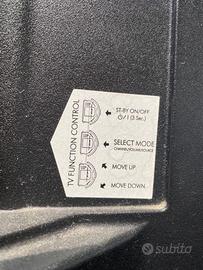 TV FUNCTION CONTROL
ST-BY ON/OFF
⏻/I (3 Sec.)
SELECT MODE
CHANNEL/VOLUME/SOURCE
MOVE UP
MOVE DOWN
subito